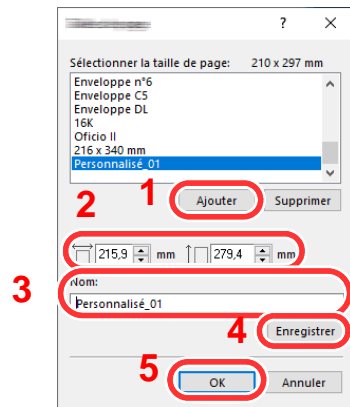 ? ×
Sélectionner la taille de page: 210 x 297 mm
Enveloppe n°6
Enveloppe C5
Enveloppe DL
16K
Oficio II
216 x 340 mm
Personnalisé_01
1 Ajouter Supprimer
2
215,9 mm 279,4 mm
3 Nom:
Personnalisé_01
4 Enregistrer
5 OK Annuler